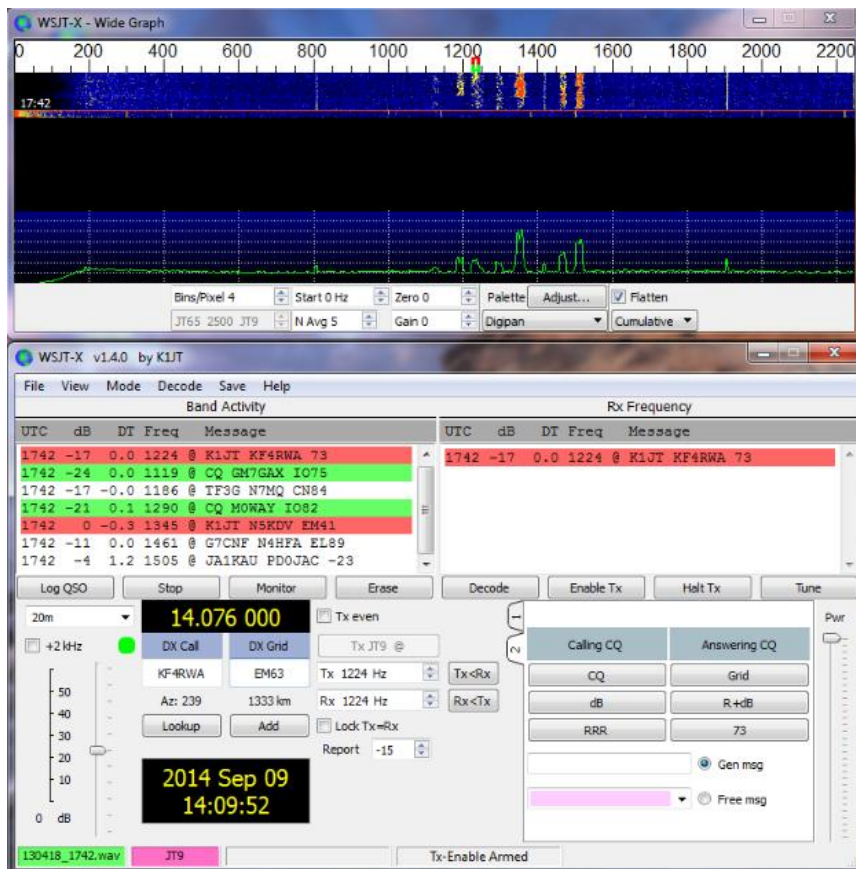 WSJT-X - Wide Graph
0 200 400 600 800 1000 1200 1400 1600 1800 2000 2200
17:42
Bins/Pixel 4 Start 0 Hz Zero 0 Palette Adjust... Flatten
JT65 2500 JT9 N Avg 5 Gain 0 Digipan Cumulative
WSJT-X v1.4.0 by K1JT
File View Mode Decode Save Help
Band Activity Rx Frequency
UTC dB DT Freq Message UTC dB DT Freq Message
1742 -17 0.0 1224 @ K1JT KF4RWA 73 1742 -17 0.0 1224 @ K1JT KF4RWA 73
1742 -24 0.0 1119 @ CQ GM7GAX IO75
1742 -17 -0.0 1186 @ TF3G N7MQ CN84
1742 -21 0.1 1290 @ CQ M0WAY IO82
1742 0 -0.3 1345 @ K1JT N5KDV EM41
1742 -11 0.0 1461 @ G7CNF N4HFA EL89
1742 -4 1.2 1505 @ JA1KAU PD0JAC -23
Log QSO Stop Monitor Erase Decode Enable Tx Halt Tx Tune
20m 14.076 000 Tx even 1 Pwr
+2 kHz DX Call DX Grid Tx JT9 @ 2 Calling CQ Answering CQ
KF4RWA EM63 Tx 1224 Hz Tx<Rx CQ Grid
50 Az: 239 1333 km Rx 1224 Hz Rx<Tx dB R+dB
40 Lookup Add Lock Tx=Rx RRR 73
30 Report -15
20 2014 Sep 09 Gen msg
10 14:09:52 Free msg
0 dB
130418_1742.wav JT9 Tx-Enable Armed